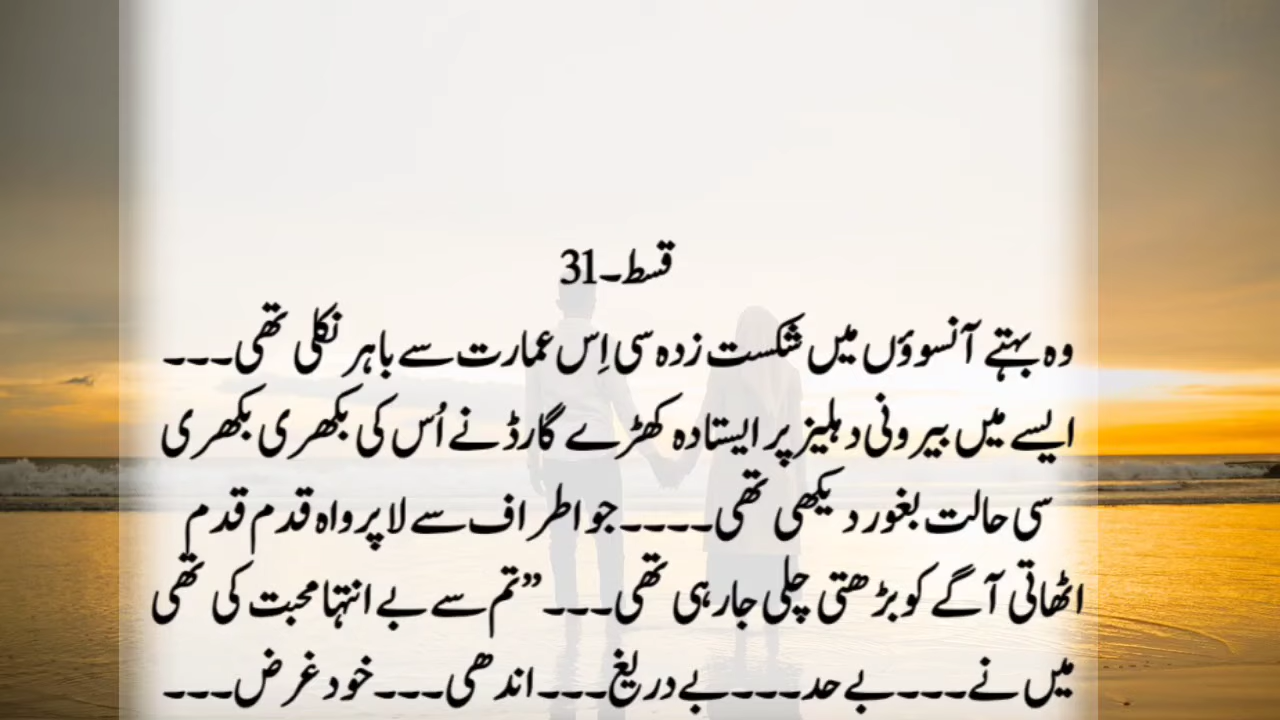 قسط۔31
وہ بہتے آنسوؤں میں شکست زدہ سی اِس عمارت سے باہر نکلی تھی۔۔۔
ایسے میں بیرونی دہلیز پر ایستادہ کھڑے گارڈ نے اُس کی بکھری بکھری
سی حالت بغور دیکھی تھی۔۔۔۔جو اطراف سے لاپرواہ قدم قدم
اٹھاتی آگے کو بڑھتی چلی جارہی تھی۔۔۔”تم سے بے انتہا محبت کی تھی
میں نے۔۔۔بے حد۔۔۔بے دریغ۔۔۔اندھی۔۔۔خود غرض۔۔۔